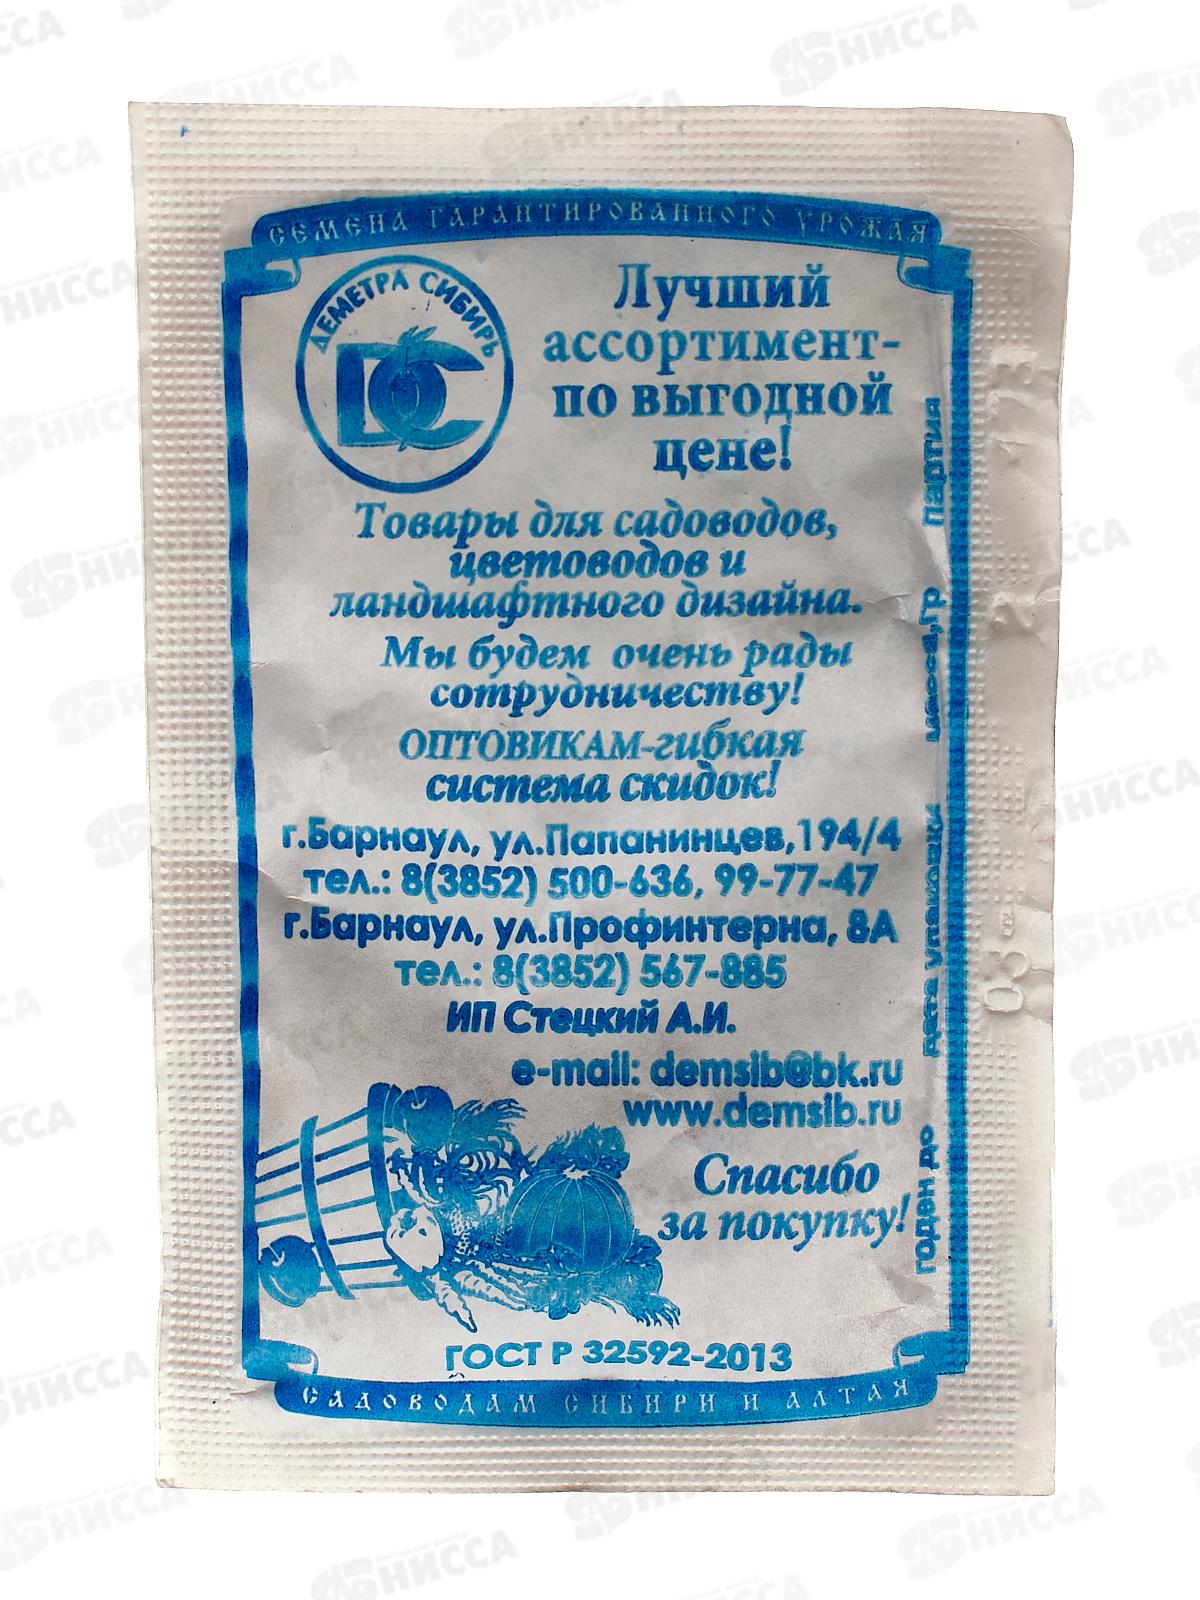 СЕМЕНА ГАРАНТИРОВАННОГО УРОЖАЯ
ДЕМЕТРА СИБИРЬ
DC
Лучший
ассортимент-
по выгодной
цене!
Товары для садоводов,
цветоводов и
ландшафтного дизайна.
Мы будем очень рады
сотрудничеству!
ОПТОВИКАМ-гибкая
система скидок!
г.Барнаул, ул.Папанинцев,194/4
тел.: 8(3852) 500-636, 99-77-47
г.Барнаул, ул.Профинтерна, 8А
тел.: 8(3852) 567-885
ИП Стецкий А.И.
e-mail: demsib@bk.ru
www.demsib.ru
Спасибо
за покупку!
ГОСТ Р 32592-2013
САДОВОДАМ СИБИРИ И АЛТАЯ
годен до дата упаковки масса,гр партия
НИССА